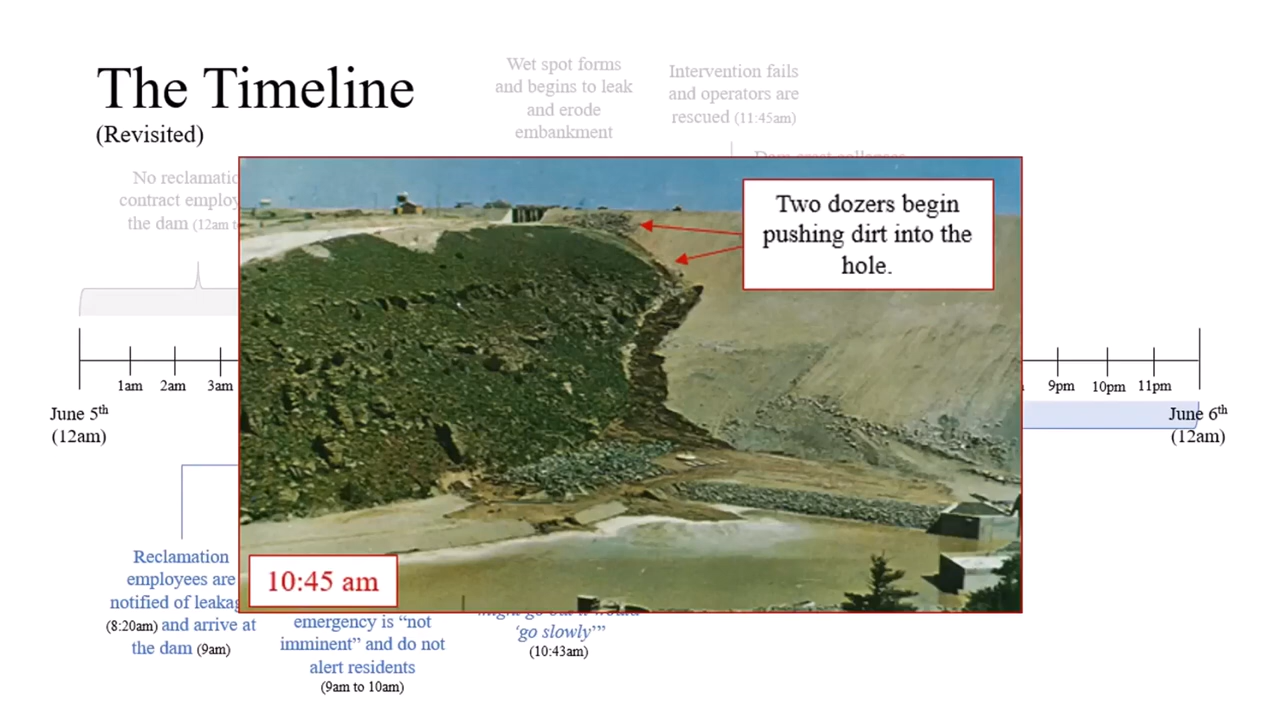 The Timeline
(Revisited)
Wet spot forms
and begins to leak
and erode
embankment
Intervention fails
and operators are
rescued (11:45am)
No
contract
the dam (12am
Two dozers begin
pushing dirt into the
hole.
10:45 am
1am 2am 3am
9pm 10pm 11pm
June 5th
(12am)
June 6th
(12am)
Reclamation
employees are
notified of
(8:20am) and arrive at
the dam (9am)
emergency is “not
imminent” and do not
alert residents
(9am to 10am)
‘go slowly’”
(10:43am)